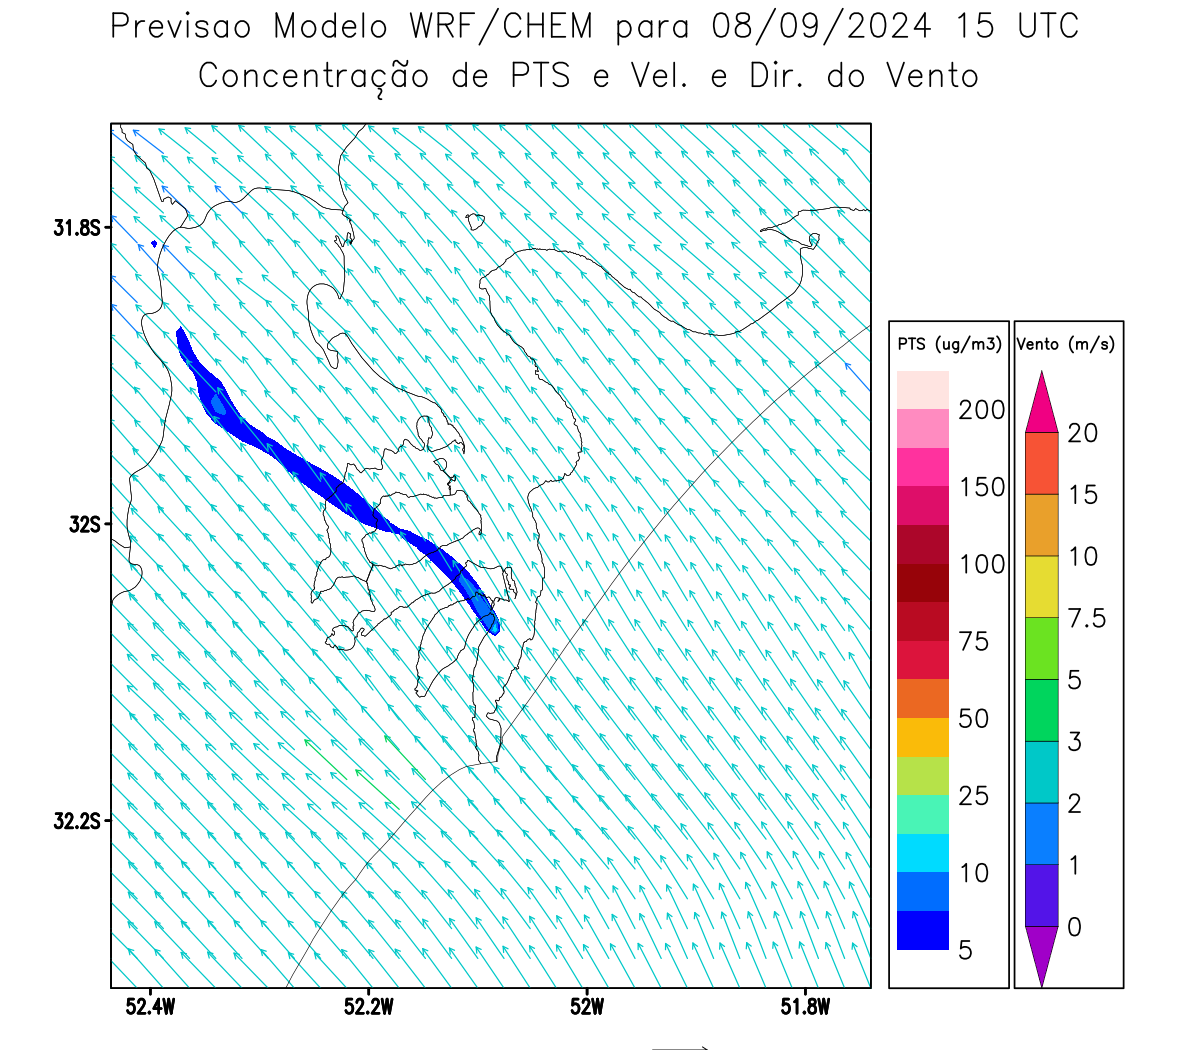 Previsao Modelo WRF/CHEM para 08/09/2024 15 UTC
Concentração de PTS e Vel. e Dir. do Vento
31.8S
32S
32.2S
52.4W 52.2W 52W 51.8W
PTS (ug/m3)
200
150
100
75
50
25
10
5
Vento (m/s)
20
15
10
7.5
5
3
2
1
0